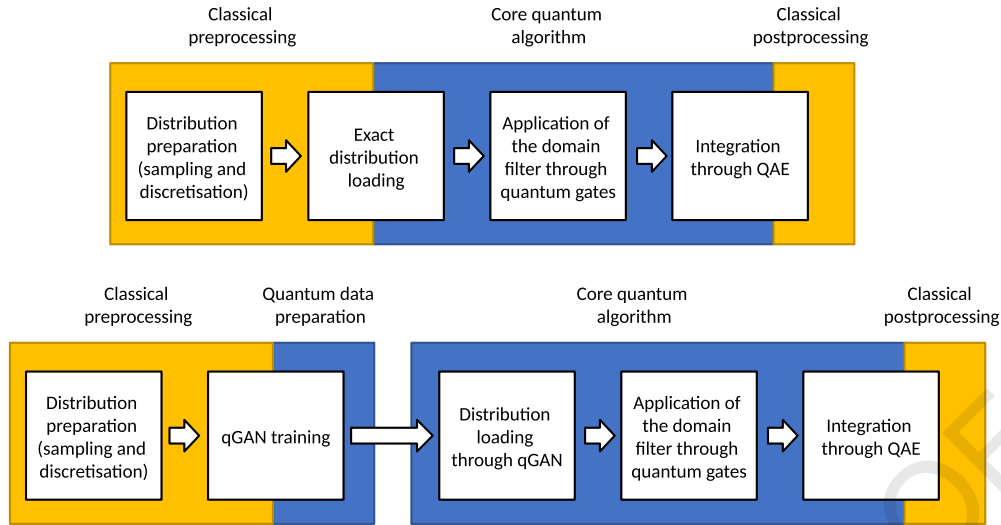 Classical
preprocessing
Core quantum
algorithm
Classical
postprocessing
Distribution
preparation
(sampling and
discretisation)
Exact
distribution
loading
Application of
the domain
filter through
quantum gates
Integration
through QAE
Classical
preprocessing
Quantum data
preparation
Core quantum
algorithm
Classical
postprocessing
Distribution
preparation
(sampling and
discretisation)
qGAN training
Distribution
loading
through qGAN
Application of
the domain
filter through
quantum gates
Integration
through QAE